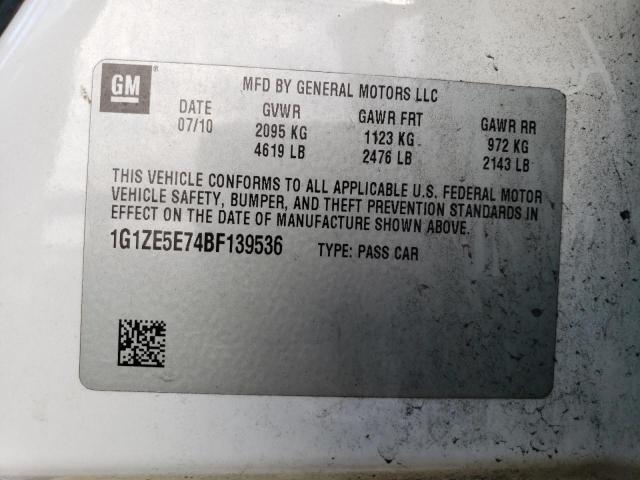 GM
MFD BY GENERAL MOTORS LLC
DATE GVWR GAWR FRT GAWR RR
07/10 2095 KG 1123 KG 972 KG
4619 LB 2476 LB 2143 LB
THIS VEHICLE CONFORMS TO ALL APPLICABLE U.S. FEDERAL MOTOR
VEHICLE SAFETY, BUMPER, AND THEFT PREVENTION STANDARDS IN
EFFECT ON THE DATE OF MANUFACTURE SHOWN ABOVE.
1G1ZE5E74BF139536 TYPE: PASS CAR